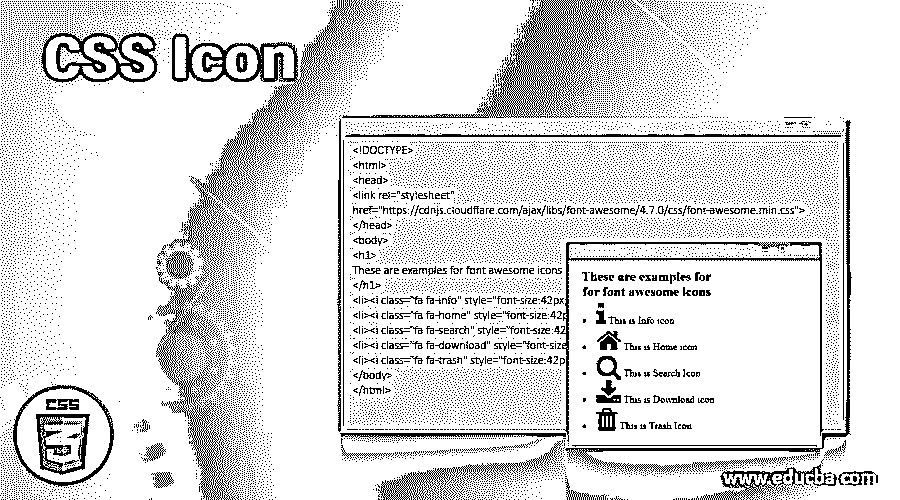 CSS Icon
<!DOCTYPE>
<html>
<head>
<link rel="stylesheet"
href="https://cdnjs.cloudflare.com/ajax/libs/font-awesome/4.7.0/css/font-awesome.min.css">
</head>
<body>
<h1>
These are examples for font awesome icons
</h1>
<li><i class="fa fa-info" style="font-size:42px;
<li><i class="fa fa-home" style="font-size:42p
<li><i class="fa fa-search" style="font-size:42
<li><i class="fa fa-download" style="font-size
<li><i class="fa fa-trash" style="font-size:42p
</body>
</html>
These are examples for
for font awesome icons
This is Info icon
This is Home icon
This is Search Icon
This is Download icon
This is Trash Icon
CSS
3
www.educba.com